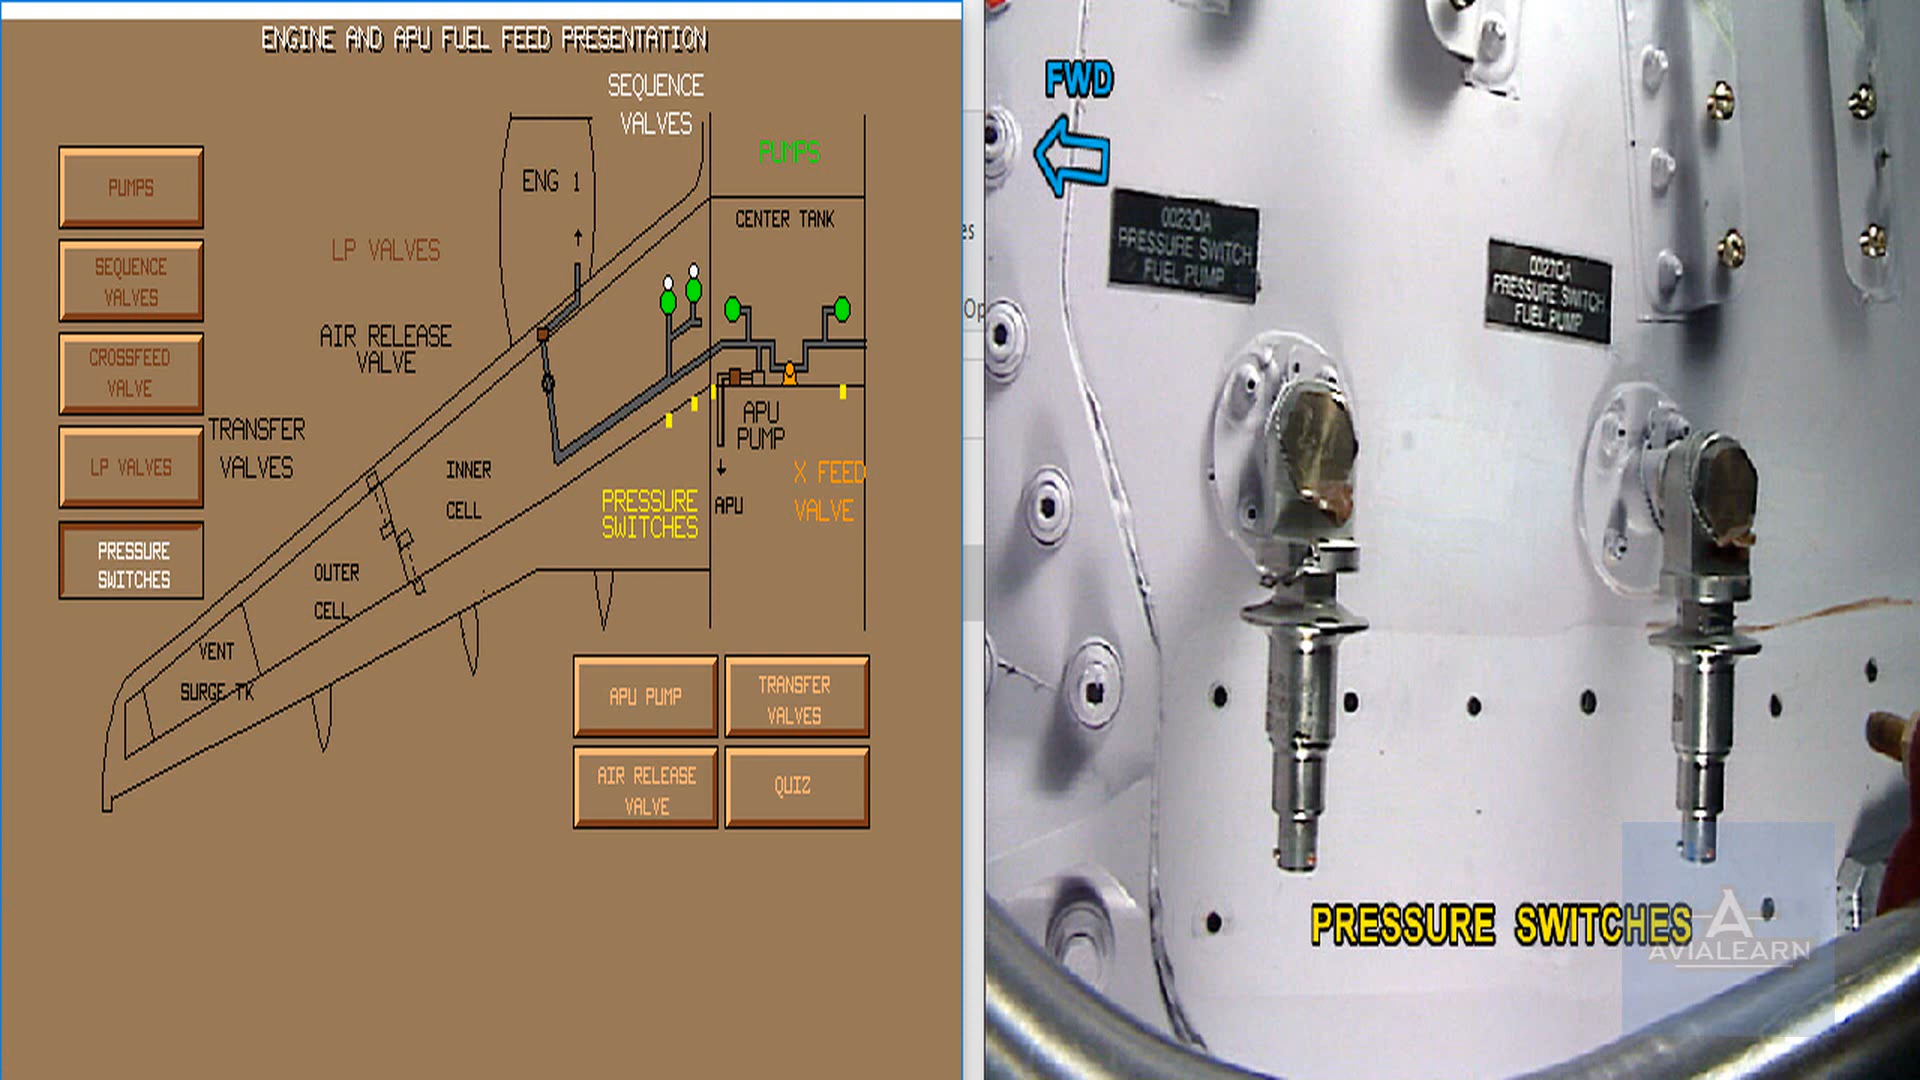 ENGINE AND APU FUEL FEED PRESENTATION
SEQUENCE
VALVES
PUMPS
ENG 1
CENTER TANK
LP VALVES
AIR RELEASE
VALVE
TRANSFER
VALVES
INNER
CELL
OUTER
CELL
VENT
SURGE TK
PRESSURE
SWITCHES
APU
PUMP
APU
X FEED
VALVE
PUMPS
SEQUENCE
VALVES
CROSSFEED
VALVE
LP VALVES
PRESSURE
SWITCHES
APU PUMP
TRANSFER
VALVES
AIR RELEASE
VALVE
QUIZ
es
Op
FWD
0023QA
PRESSURE SWITCH
FUEL PUMP
0027QA
PRESSURE SWITCH
FUEL PUMP
PRESSURE SWITCHES
AVIALEARN